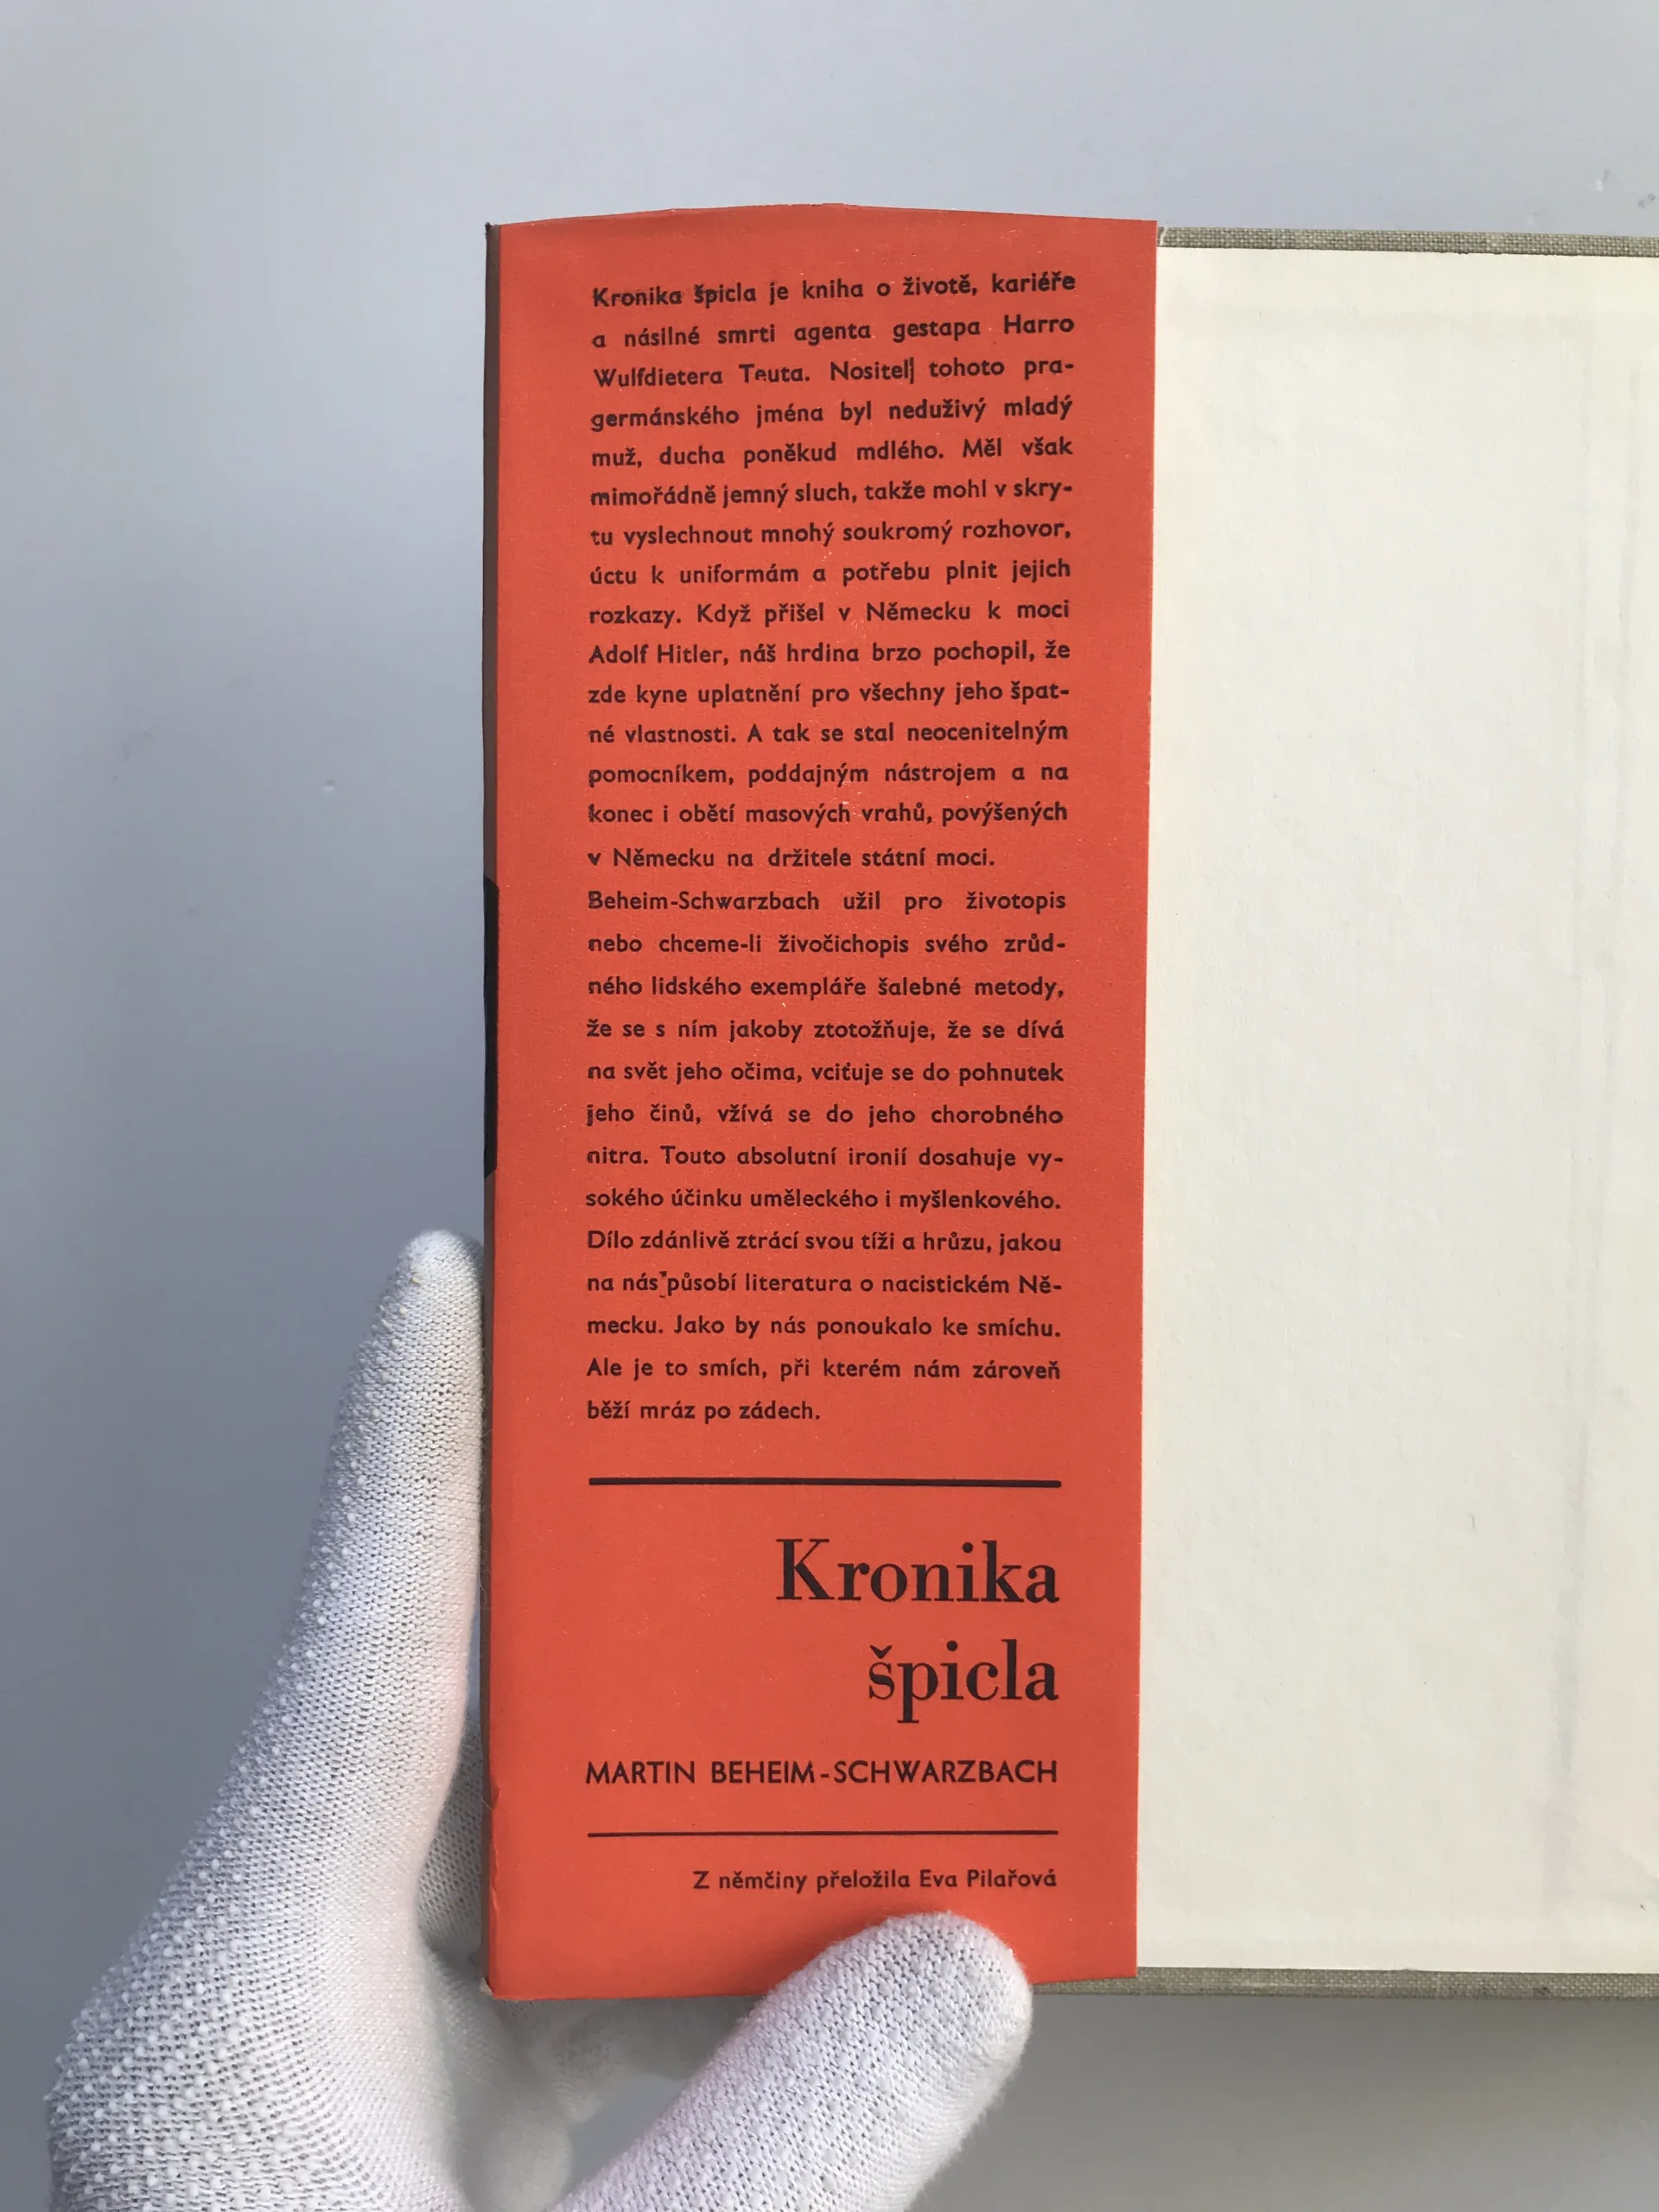 Kronika špicla je kniha o životě, kariéře
a násilné smrti agenta gestapa Harro
Wulfdietera Teuta. Nositel tohoto pra-
germánského jména byl neduživý mladý
muž, ducha poněkud mdlého. Měl však
mimořádně jemný sluch, takže mohl v skry-
tu vyslechnout mnohý soukromý rozhovor,
úctu k uniformám a potřebu plnit jejich
rozkazy. Když přišel v Německu k moci
Adolf Hitler, náš hrdina brzo pochopil, že
zde kyne uplatnění pro všechny jeho špat-
né vlastnosti. A tak se stal neocenitelným
pomocníkem, poddajným nástrojem a na
konec i obětí masových vrahů, povýšených
v Německu na držitele státní moci.
Beheim-Schwarzbach užil pro životopis
nebo chceme-li živočichopis svého zrůd-
ného lidského exempláře šalebné metody,
že se s ním jakoby ztotožňuje, že se dívá
na svět jeho očima, vciťuje se do pohnutek
jeho činů, vžívá se do jeho chorobného
nitra. Touto absolutní ironií dosahuje vy-
sokého účinku uměleckého i myšlenkového.
Dílo zdánlivě ztrácí svou tíži a hrůzu, jakou
na nás působí literatura o nacistickém Ně-
mecku. Jako by nás ponoukalo ke smíchu.
Ale je to smích, při kterém nám zároveň
běží mráz po zádech.
Kronika
špicla
MARTIN BEHEIM-SCHWARZBACH
Z němčiny přeložila Eva Pilařová